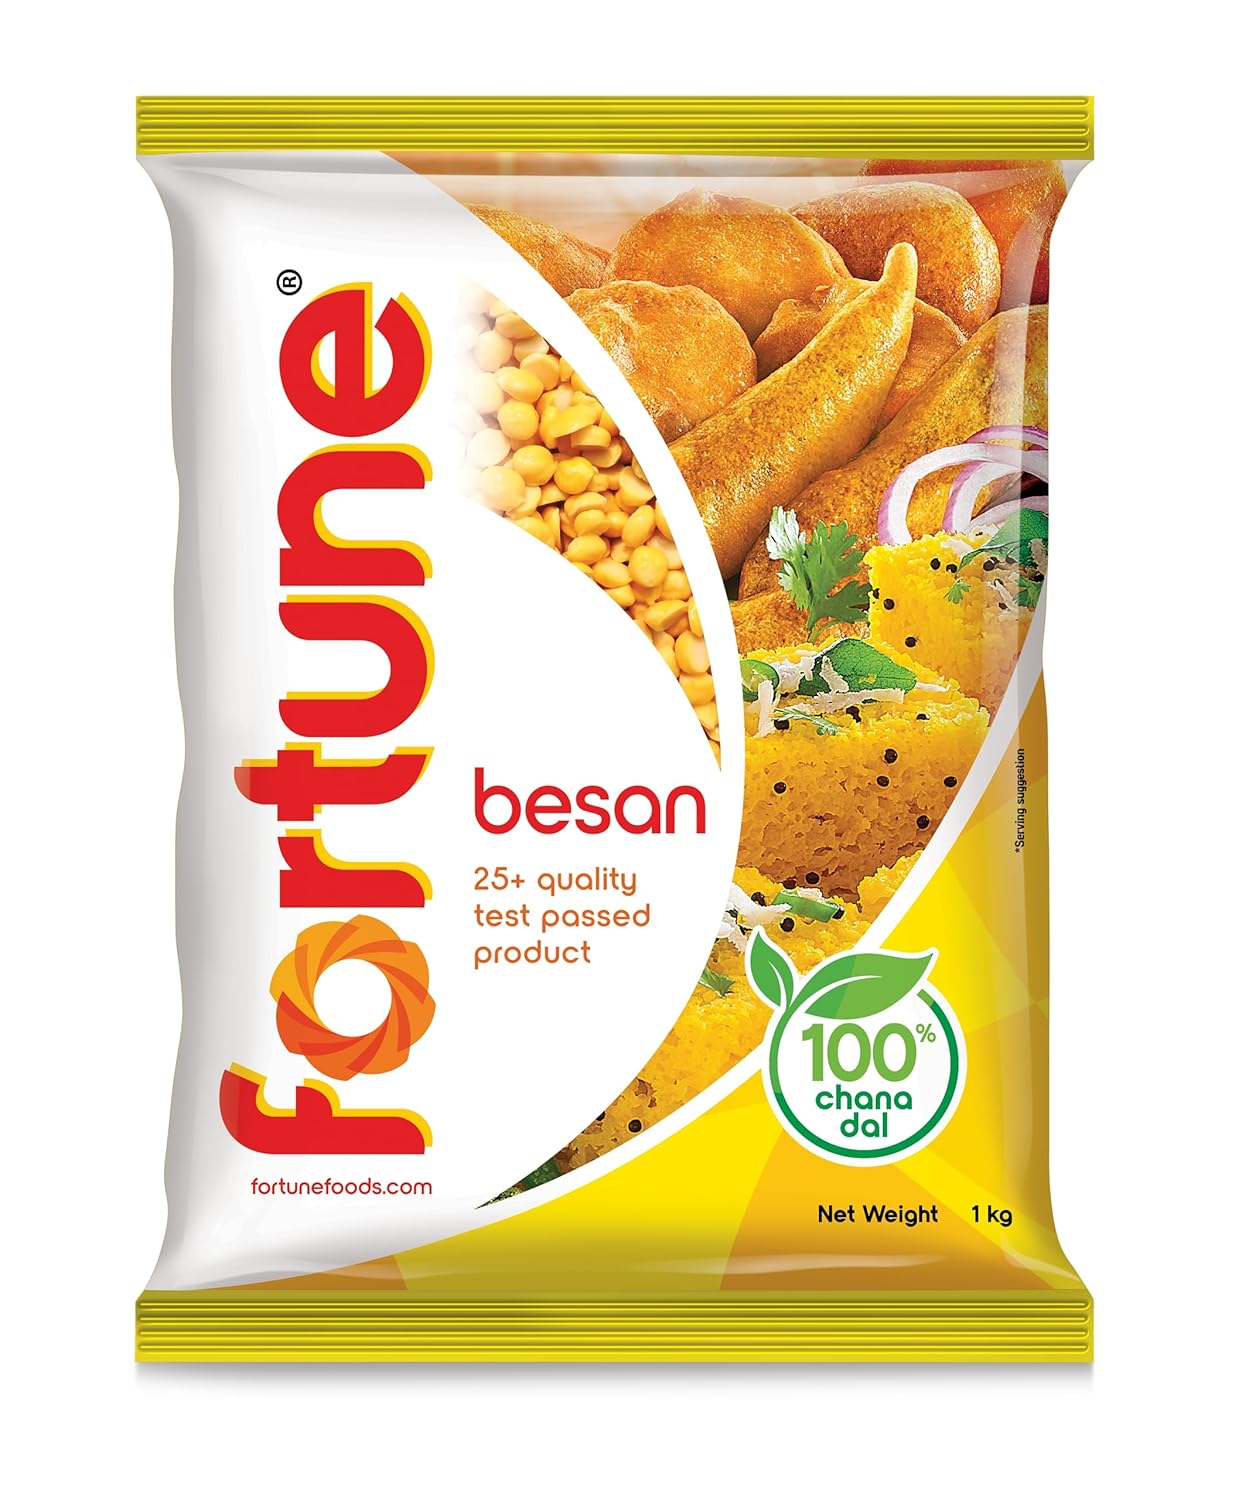 fortune®
besan
25+ quality
test passed
product
100%
chana
dal
fortunefoods.com
Net Weight 1 kg
*Serving suggestion